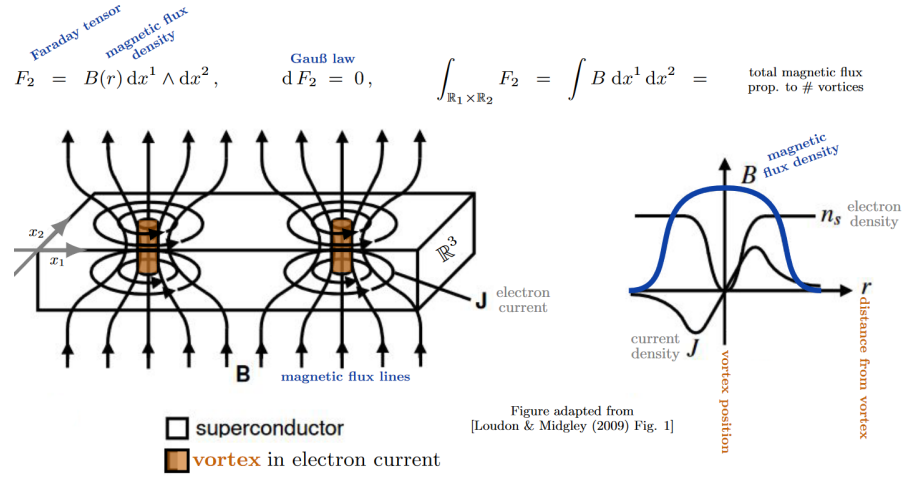 Faraday tensor
magnetic flux
density
Gauß law
F₂ = B(r) dx¹ ∧ dx² , d F₂ = 0 , ∫_{ℝ₁×ℝ₂} F₂ = ∫ B dx¹ dx² = total magnetic flux
prop. to # vortices
x₂
x₁
ℝ³
J electron
current
B magnetic flux lines
magnetic
flux density
B
nₛ electron
density
r
current
density J
vortex position
distance from vortex
Figure adapted from
[Loudon & Midgley (2009) Fig. 1]
superconductor
vortex in electron current